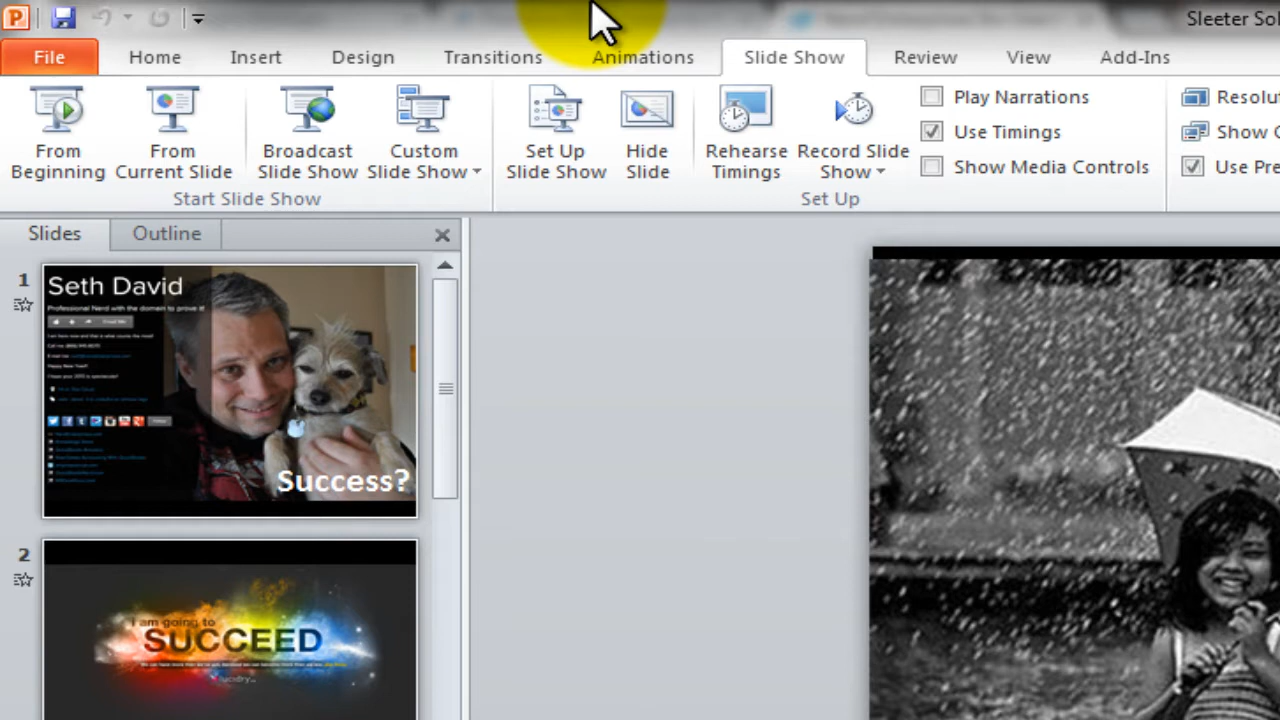 Sleeter Sol
File Home Insert Design Transitions Animations Slide Show Review View Add-Ins
From Beginning
From Current Slide
Broadcast Slide Show
Custom Slide Show
Set Up Slide Show
Hide Slide
Rehearse Timings
Record Slide Show
Play Narrations
Use Timings
Show Media Controls
Resolut
Show O
Use Pre
Start Slide Show
Set Up
Slides Outline
1
Seth David
Professional Nerd with the domain to prove it!
Success?
2
i am going to
SUCCEED